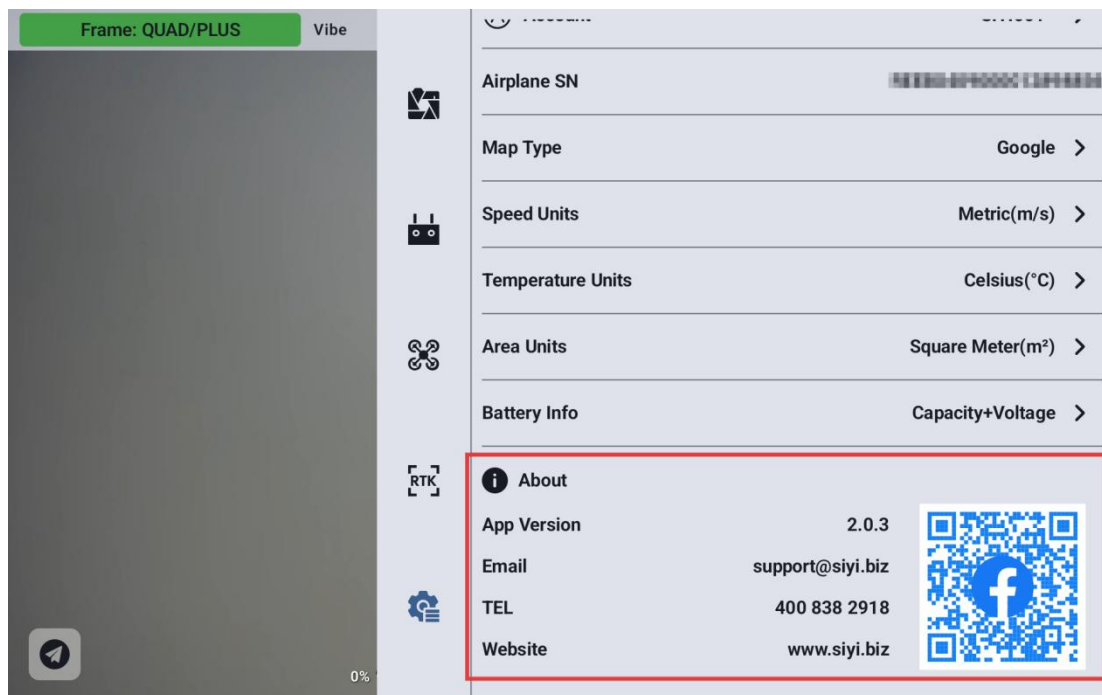 Frame: QUAD/PLUS Vibe
Account
Airplane SN
Map Type Google
Speed Units Metric(m/s)
Temperature Units Celsius(°C)
Area Units Square Meter(m²)
Battery Info Capacity+Voltage
RTK
About
App Version 2.0.3
Email support@siyi.biz
TEL 400 838 2918
Website www.siyi.biz
0%